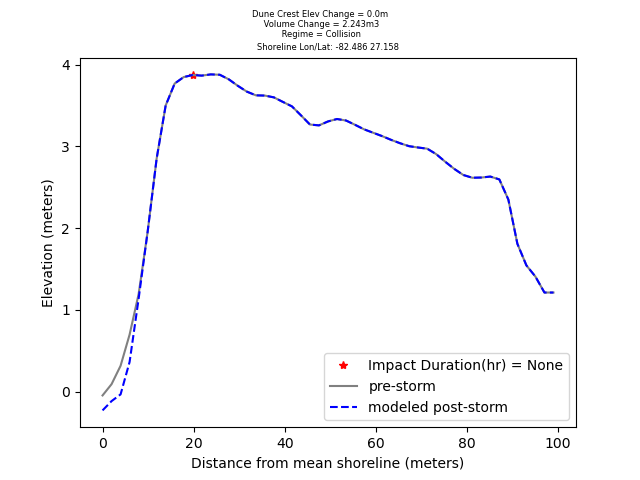 Dune Crest Elev Change = 0.0m
Volume Change = 2.243m3
Regime = Collision
Shoreline Lon/Lat: -82.486 27.158
4
3
2
1
0
Elevation (meters)
Impact Duration(hr) = None
pre-storm
modeled post-storm
0 20 40 60 80 100
Distance from mean shoreline (meters)